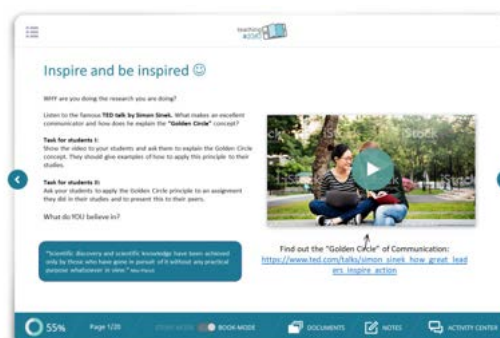 teaching
Inspire and be inspired ☺
WHY are you doing the research you are doing?
Listen to the famous TED talk by Simon Sinek. What makes an excellent
communicator and how does he explain the "Golden Circle" concept?
Task for students I:
Show the video to your students and ask them to explain the Golden Circle
concept. They should give examples of how to apply this principle to their
studies.
Task for students II:
Ask your students to apply the Golden Circle principle to an assignment
they did in their studies and to present this to their peers.
What do YOU believe in?
"Scientific discovery and scientific knowledge have been achieved
only by those who have gone in pursuit of it without any practical
purpose whatsoever in view." Max Planck
iStock
Find out the "Golden Circle" of Communication:
https://www.ted.com/talks/simon_sinek_how_great_lead
ers_inspire_action
55%
Page 1/20
STUDY MODE
BOOK MODE
DOCUMENTS
NOTES
ACTIVITY CENTER